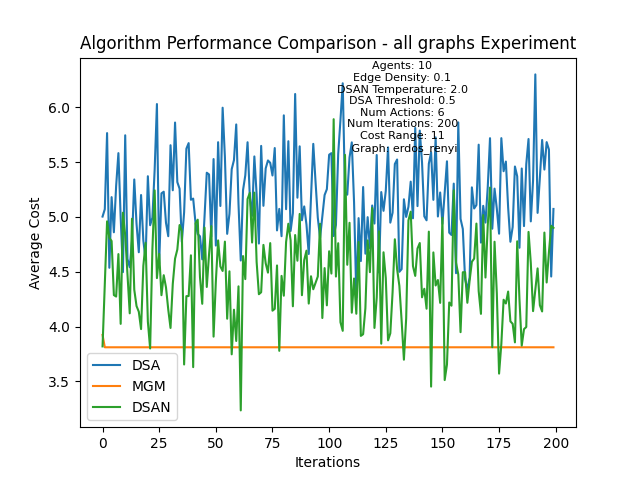 Algorithm Performance Comparison - all graphs Experiment
Agents: 10
Edge Density: 0.1
DSAN Temperature: 2.0
DSA Threshold: 0.5
Num Actions: 6
Num Iterations: 200
Cost Range: 11
Graph: erdos_renyi
6.0
5.5
5.0
4.5
4.0
3.5
Average Cost
DSA
MGM
DSAN
0 25 50 75 100 125 150 175 200
Iterations